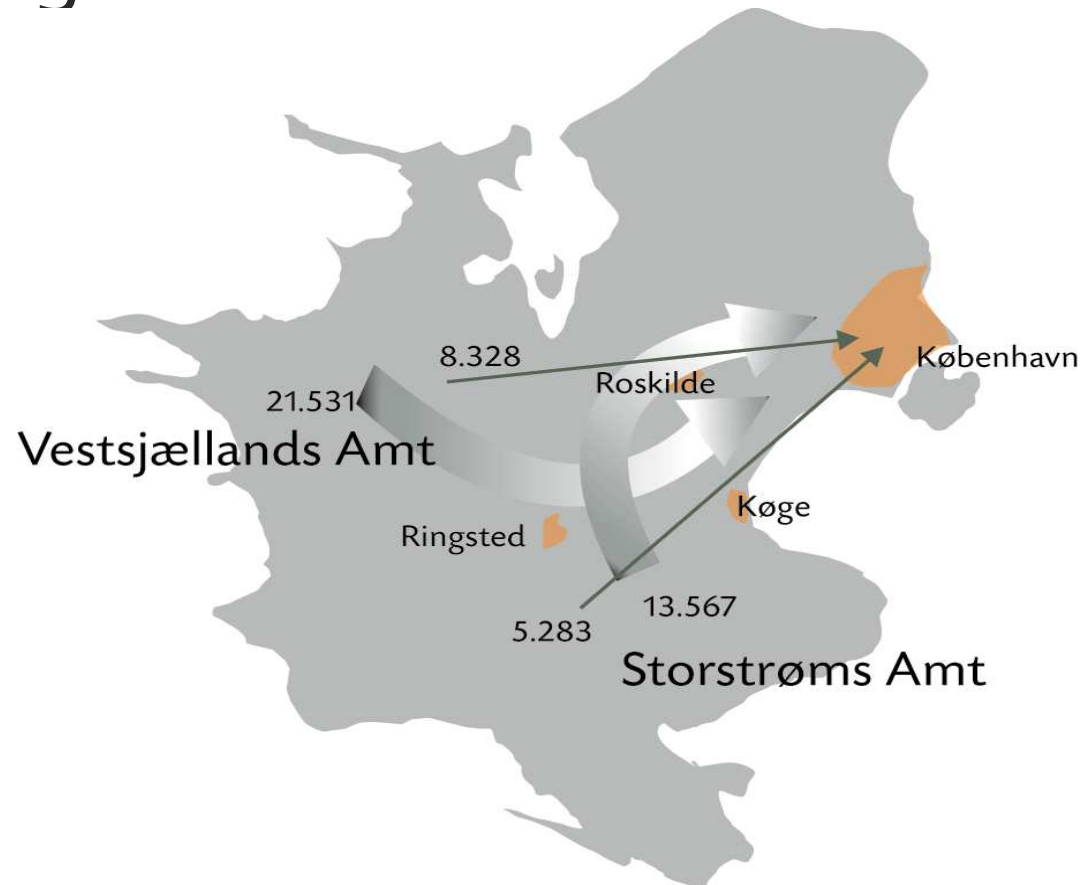 8.328
København
Roskilde
21.531
Vestsjællands Amt
Køge
Ringsted
13.567
5.283
Storstrøms Amt